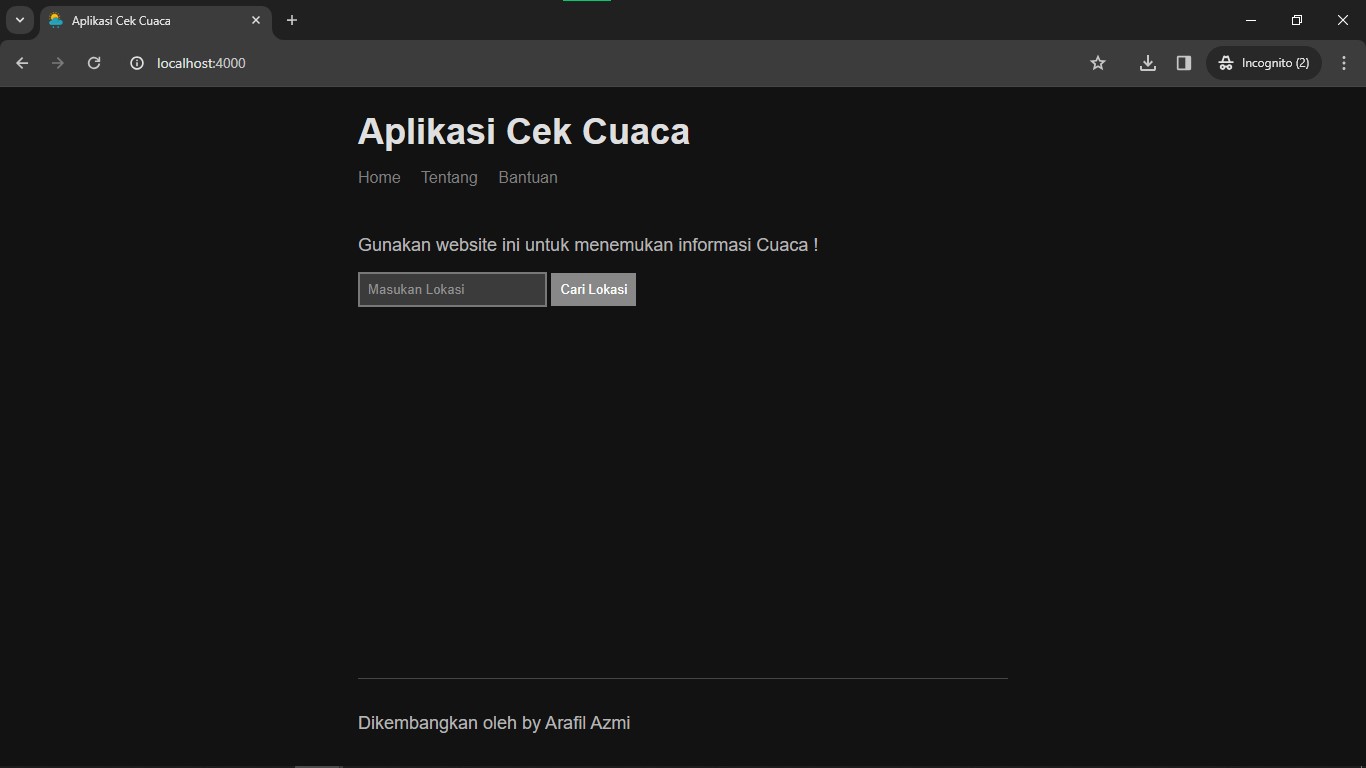 Aplikasi Cek Cuaca
localhost:4000
Incognito (2)
Aplikasi Cek Cuaca
Home Tentang Bantuan
Gunakan website ini untuk menemukan informasi Cuaca !
Masukan Lokasi Cari Lokasi
Dikembangkan oleh by Arafil Azmi